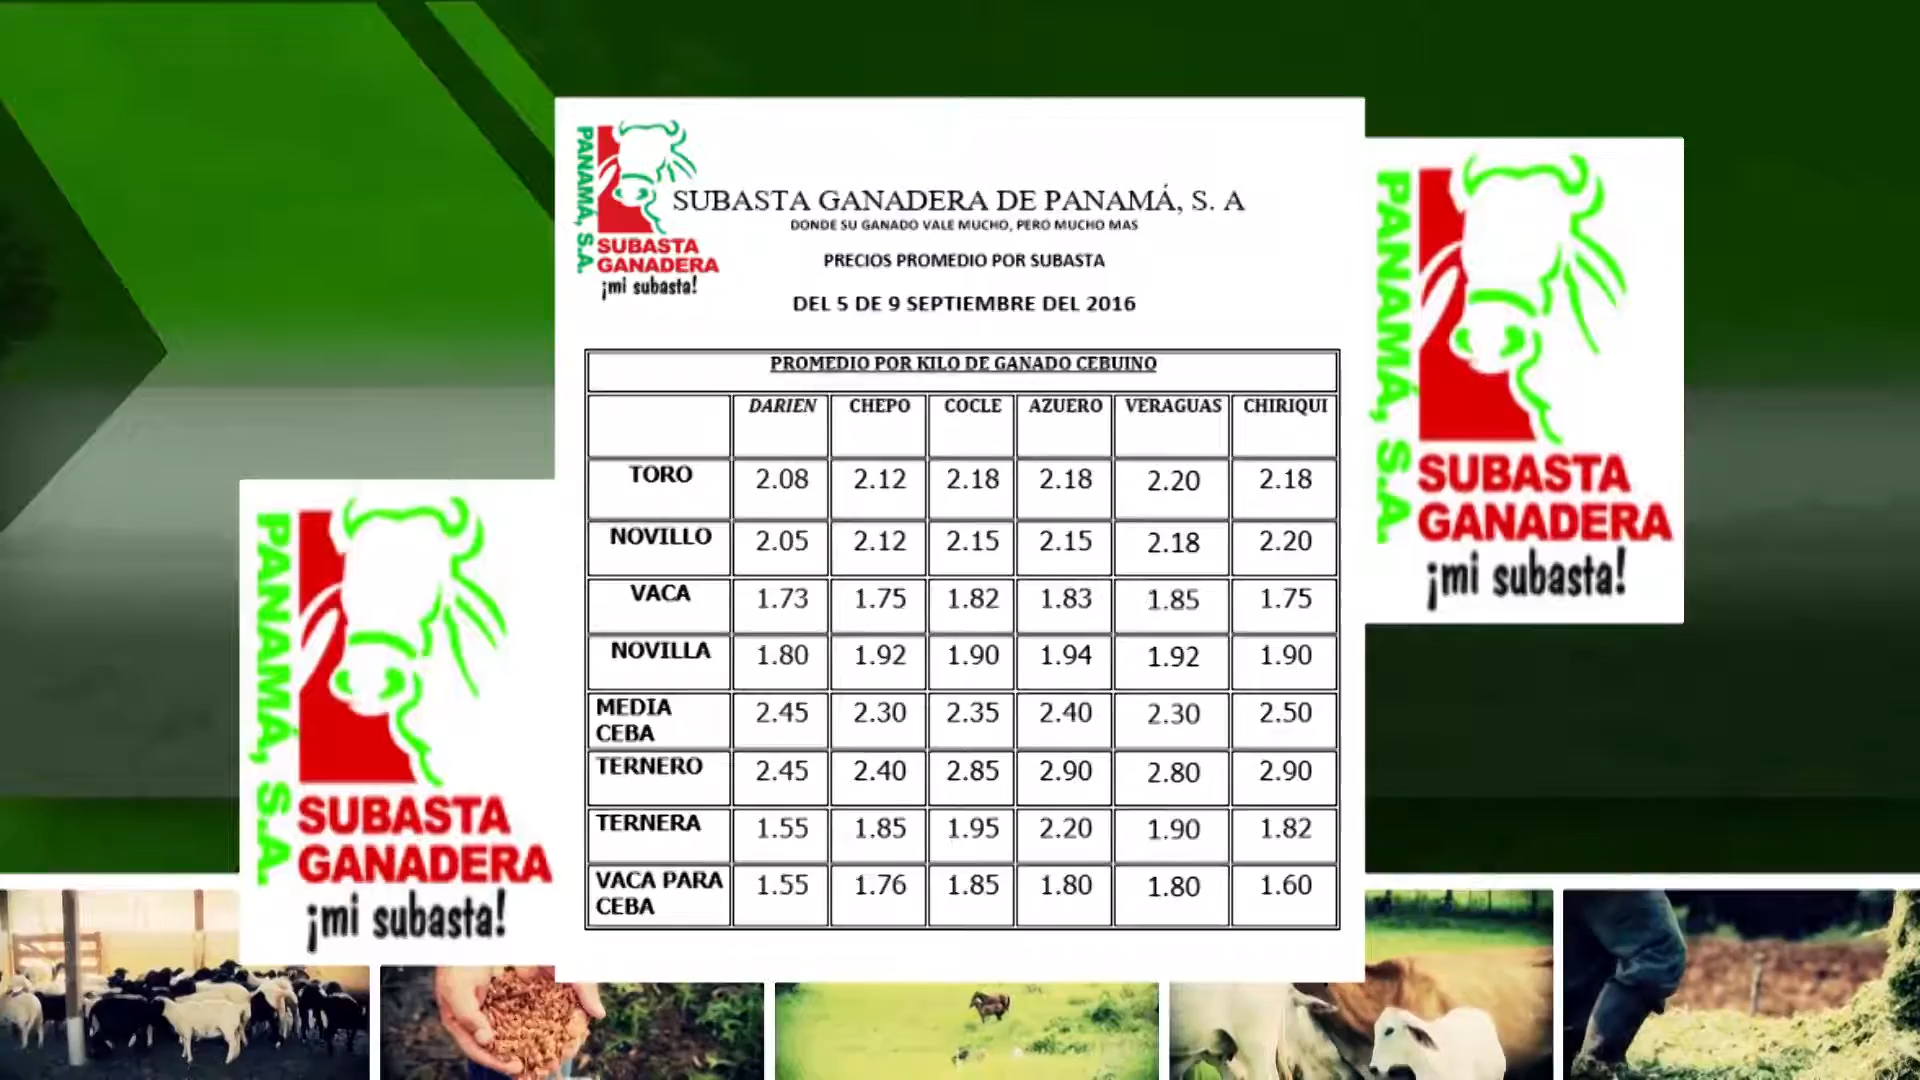 PANAMÁ, S.A.
SUBASTA
GANADERA
¡mi subasta!
SUBASTA GANADERA DE PANAMÁ, S. A
DONDE SU GANADO VALE MUCHO, PERO MUCHO MAS
PRECIOS PROMEDIO POR SUBASTA
DEL 5 DE 9 SEPTIEMBRE DEL 2016
PROMEDIO POR KILO DE GANADO CEBUINO
DARIEN CHEPO COCLE AZUERO VERAGUAS CHIRIQUI
TORO 2.08 2.12 2.18 2.18 2.20 2.18
NOVILLO 2.05 2.12 2.15 2.15 2.18 2.20
VACA 1.73 1.75 1.82 1.83 1.85 1.75
NOVILLA 1.80 1.92 1.90 1.94 1.92 1.90
MEDIA CEBA 2.45 2.30 2.35 2.40 2.30 2.50
TERNERO 2.45 2.40 2.85 2.90 2.80 2.90
TERNERA 1.55 1.85 1.95 2.20 1.90 1.82
VACA PARA CEBA 1.55 1.76 1.85 1.80 1.80 1.60
PANAMÁ, S.A.
SUBASTA
GANADERA
¡mi subasta!
PANAMÁ, S.A.
SUBASTA
GANADERA
¡mi subasta!